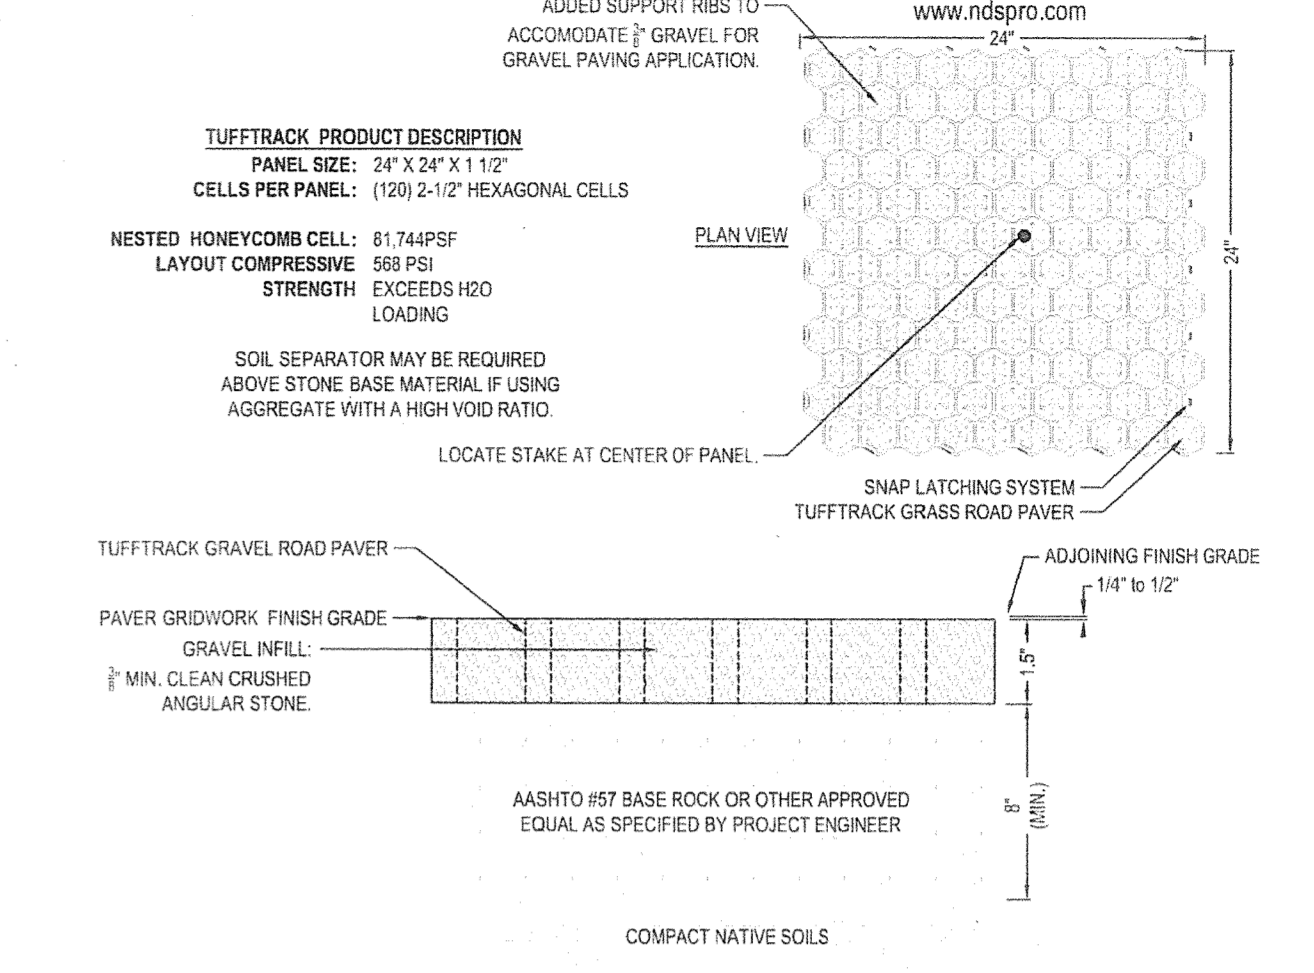 ADDED SUPPORT RIBS TO
ACCOMODATE 3/8" GRAVEL FOR
GRAVEL PAVING APPLICATION.
www.ndspro.com
24"
TUFFTRACK PRODUCT DESCRIPTION
PANEL SIZE: 24" X 24" X 1 1/2"
CELLS PER PANEL: (120) 2-1/2" HEXAGONAL CELLS
NESTED HONEYCOMB CELL: 81,744PSF
LAYOUT COMPRESSIVE 568 PSI
STRENGTH EXCEEDS H2O
LOADING
PLAN VIEW
24"
SOIL SEPARATOR MAY BE REQUIRED
ABOVE STONE BASE MATERIAL IF USING
AGGREGATE WITH A HIGH VOID RATIO.
LOCATE STAKE AT CENTER OF PANEL.
SNAP LATCHING SYSTEM
TUFFTRACK GRASS ROAD PAVER
TUFFTRACK GRAVEL ROAD PAVER
ADJOINING FINISH GRADE
1/4" to 1/2"
PAVER GRIDWORK FINISH GRADE
GRAVEL INFILL:
3/8" MIN. CLEAN CRUSHED
ANGULAR STONE.
1.5"
AASHTO #57 BASE ROCK OR OTHER APPROVED
EQUAL AS SPECIFIED BY PROJECT ENGINEER
8"
(MIN.)
COMPACT NATIVE SOILS